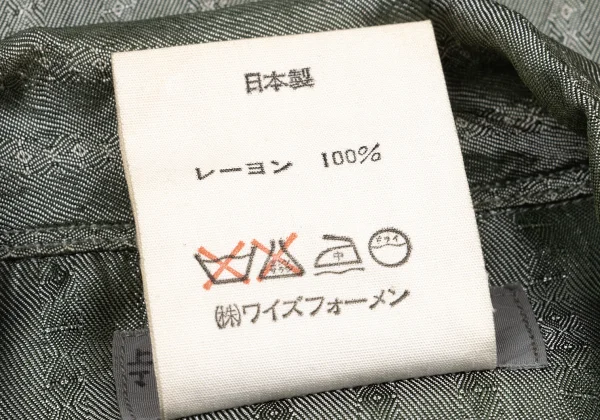 日本製
レーヨン 100%
中 ドライ
㈱ワイズフォーメン